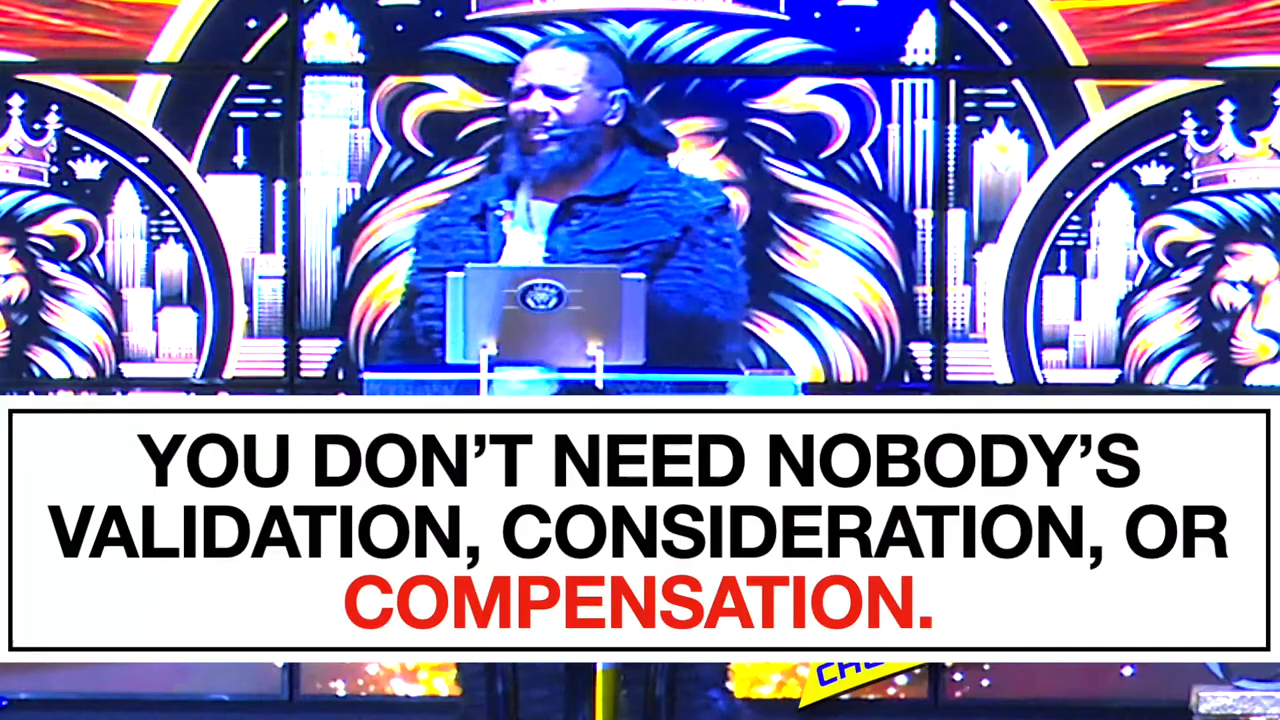 YOU DON’T NEED NOBODY’S
VALIDATION, CONSIDERATION, OR
COMPENSATION.